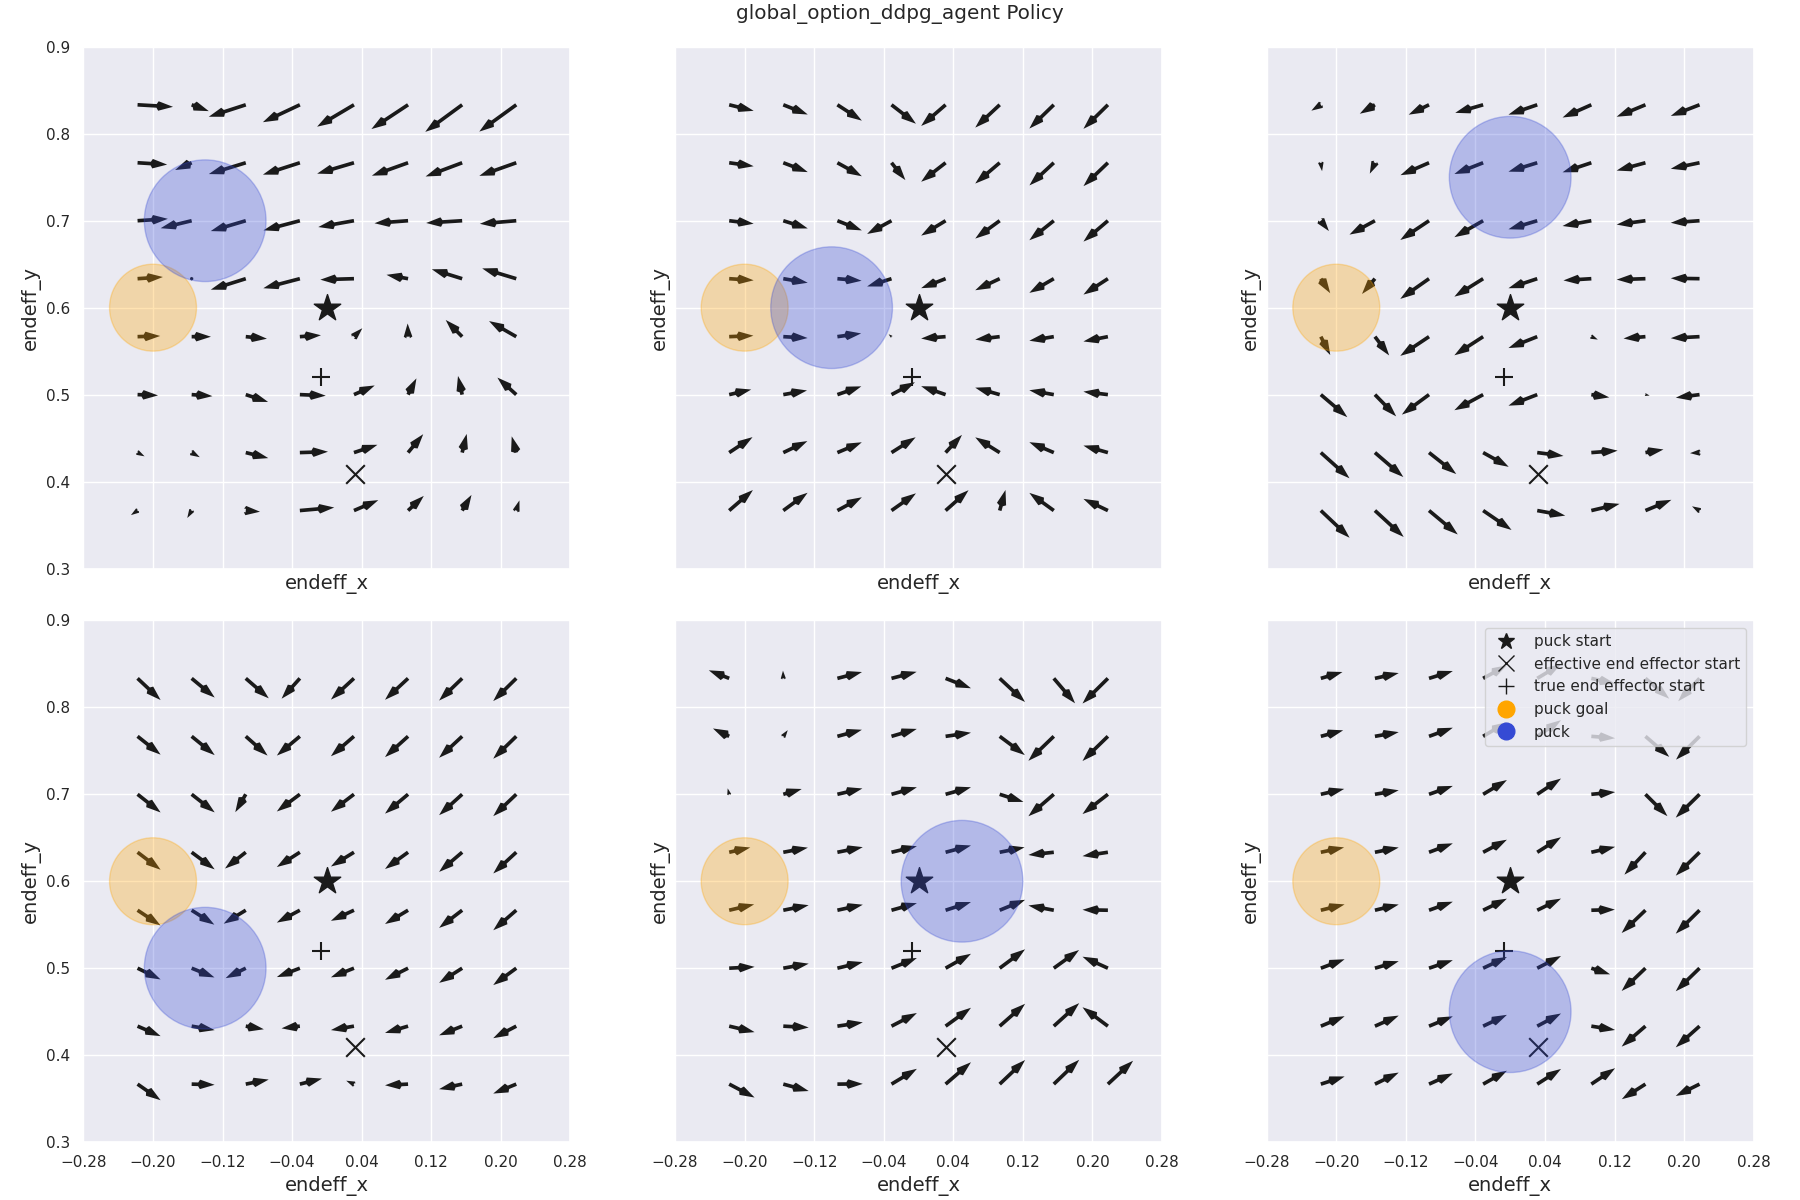 global_option_ddpg_agent Policy
0.9
0.8
0.7
0.6
0.5
0.4
0.3
endeff_y
endeff_x
endeff_y
endeff_x
endeff_y
endeff_x
0.9
0.8
0.7
0.6
0.5
0.4
0.3
endeff_y
−0.28 −0.20 −0.12 −0.04 0.04 0.12 0.20 0.28
endeff_x
endeff_y
−0.28 −0.20 −0.12 −0.04 0.04 0.12 0.20 0.28
endeff_x
puck start
effective end effector start
true end effector start
puck goal
puck
endeff_y
−0.28 −0.20 −0.12 −0.04 0.04 0.12 0.20 0.28
endeff_x